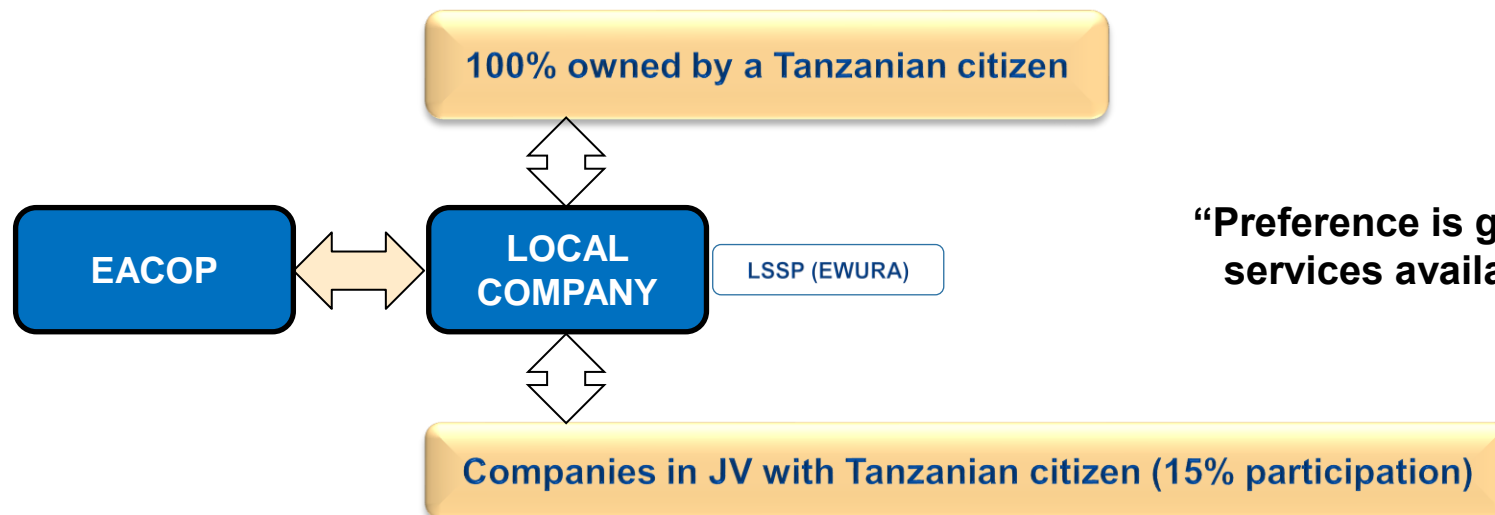 100% owned by a Tanzanian citizen
EACOP
LOCAL
COMPANY
LSSP (EWURA)
“Preference is
services
Companies in JV with Tanzanian citizen (15% participation)